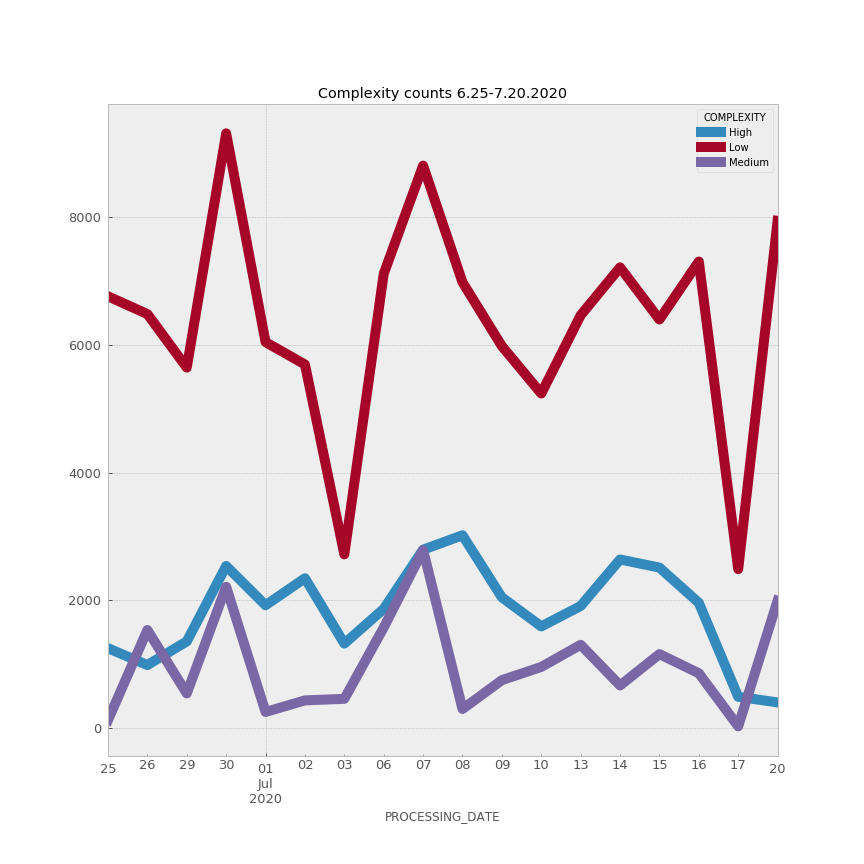 Complexity counts 6.25-7.20.2020
COMPLEXITY
High
Low
Medium
8000
6000
4000
2000
0
25 26 29 30 01 02 03 06 07 08 09 10 13 14 15 16 17 20
Jul
2020
PROCESSING_DATE